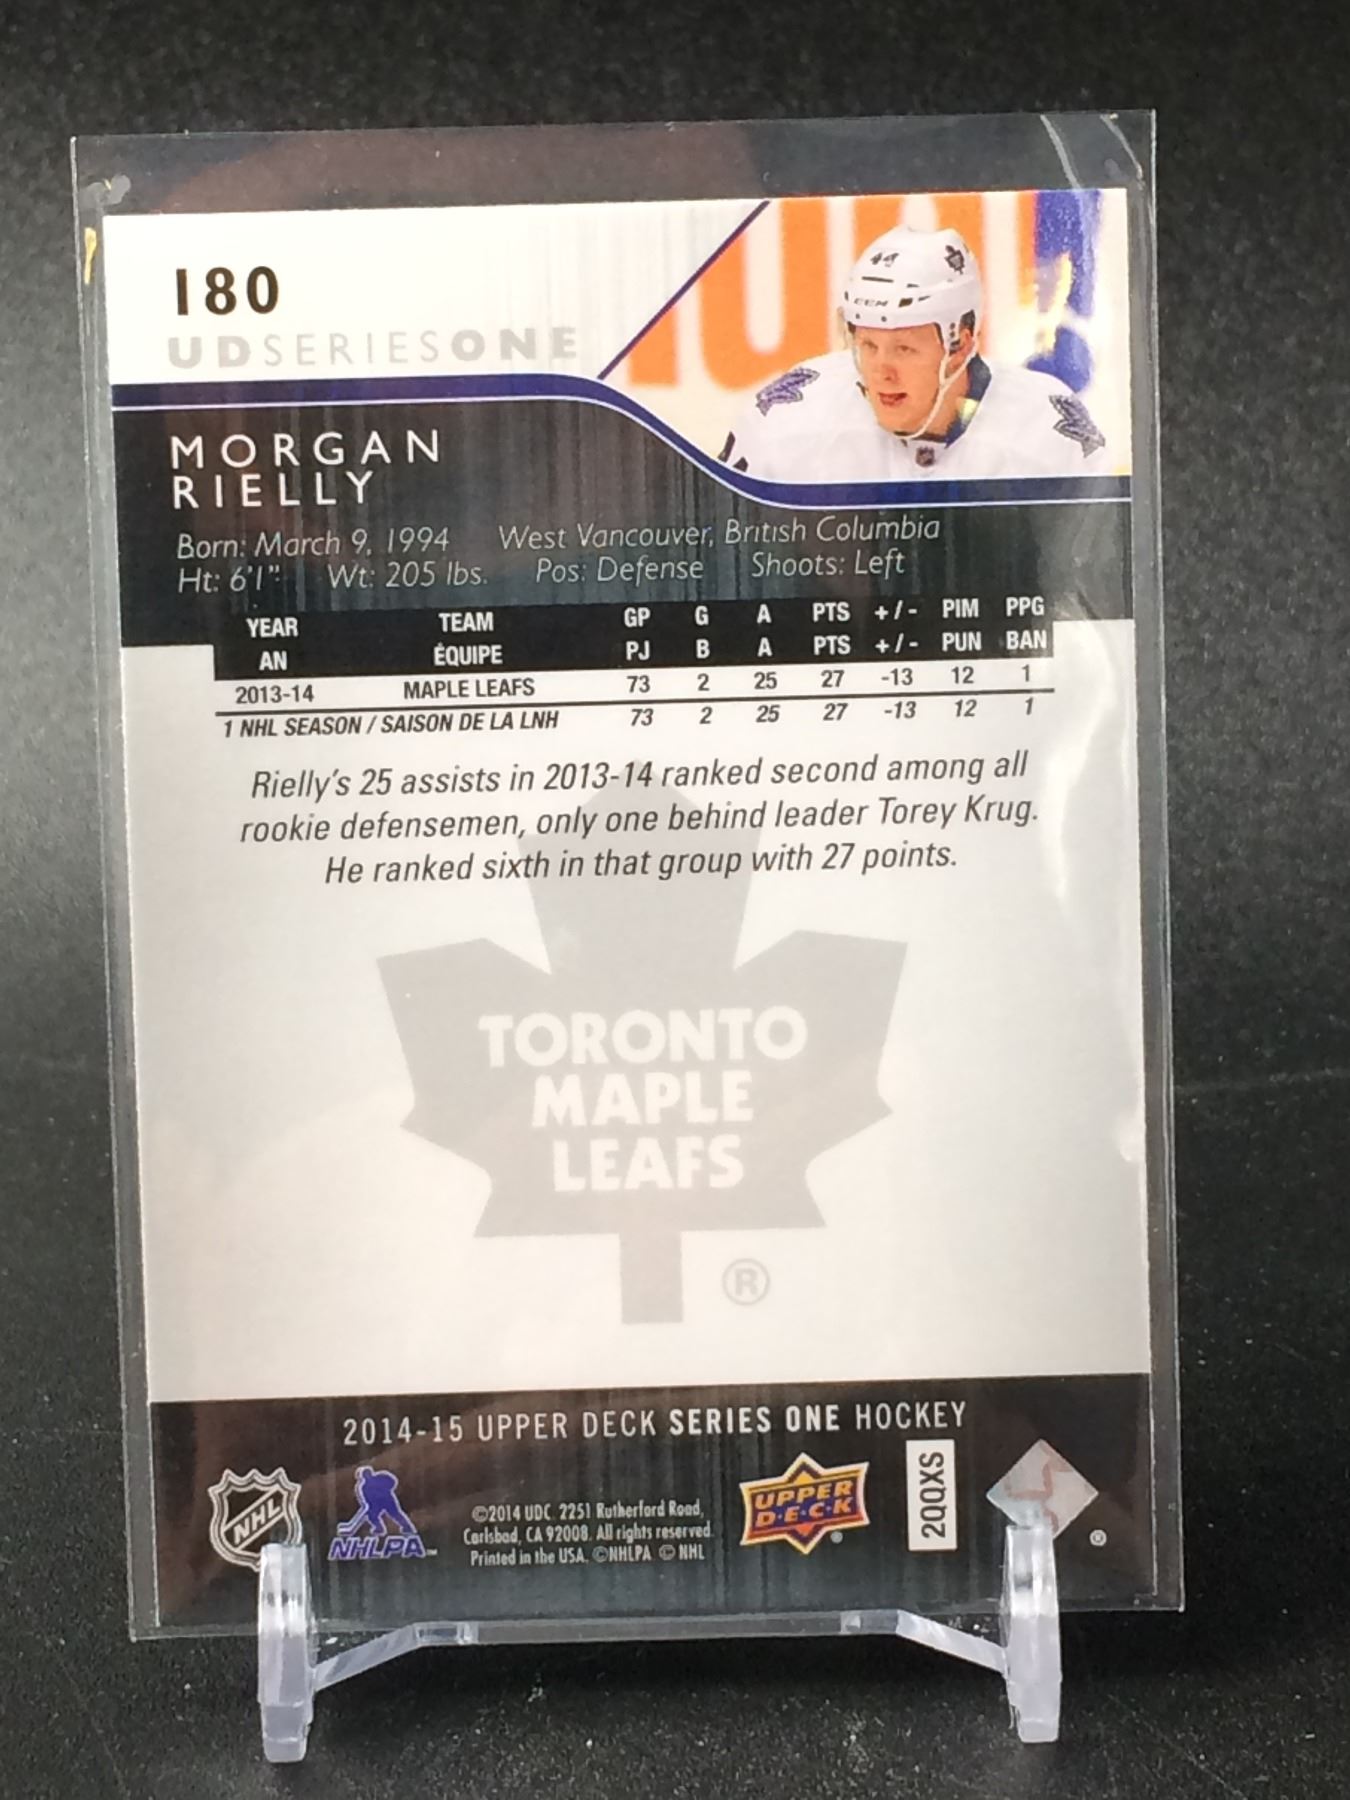 180
UDSERIESONE
44
CCM
MORGAN
RIELLY
Born: March 9, 1994 West Vancouver, British Columbia
Ht: 6'1" Wt: 205 lbs. Pos: Defense Shoots: Left
YEAR TEAM GP G A PTS +/- PIM PPG
AN ÉQUIPE PJ B A PTS +/- PUN BAN
2013-14 MAPLE LEAFS 73 2 25 27 -13 12 1
1 NHL SEASON / SAISON DE LA LNH 73 2 25 27 -13 12 1
Rielly's 25 assists in 2013-14 ranked second among all
rookie defensemen, only one behind leader Torey Krug.
He ranked sixth in that group with 27 points.
TORONTO
MAPLE
LEAFS
®
2014-15 UPPER DECK SERIES ONE HOCKEY
NHL
NHLPA
©2014 UDC. 2251 Rutherford Road,
Carlsbad, CA 92008. All rights reserved.
Printed in the USA. ©NHLPA © NHL
UPPER
D·E·C·K
®
2QQXS
®